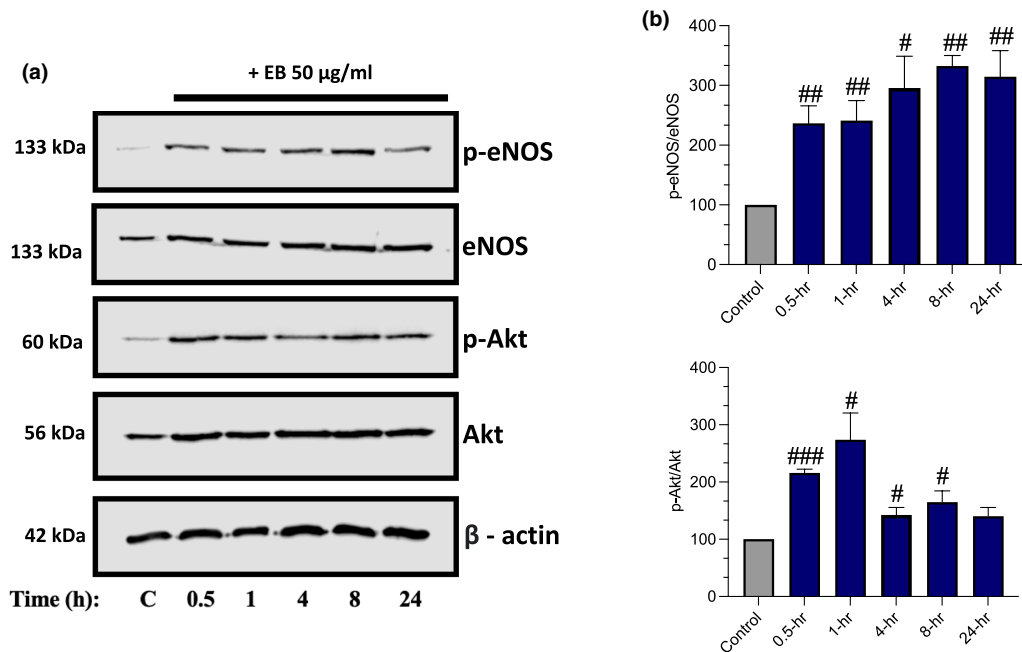 (a)
+ EB 50 µg/ml
133 kDa
p-eNOS
133 kDa
eNOS
60 kDa
p-Akt
56 kDa
Akt
42 kDa
β - actin
Time (h): C 0.5 1 4 8 24
(b)
p-eNOS/eNOS
400
300
200
100
0
## ## # ## ##
Control 0.5-hr 1-hr 4-hr 8-hr 24-hr
p-Akt/Akt
400
300
200
100
0
### # # #
Control 0.5-hr 1-hr 4-hr 8-hr 24-hr